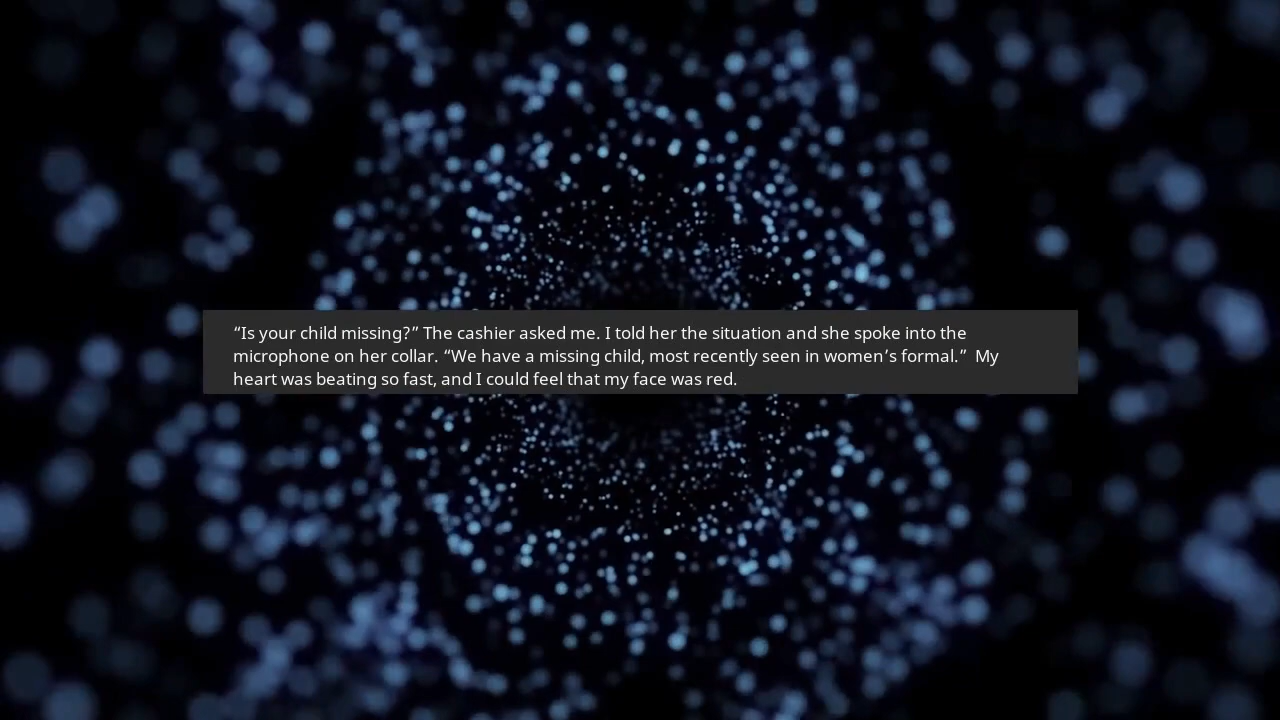 “Is your child missing?” The cashier asked me. I told her the situation and she spoke into the
microphone on her collar. “We have a missing child, most recently seen in women’s formal.”  My
heart was beating so fast, and I could feel that my face was red.